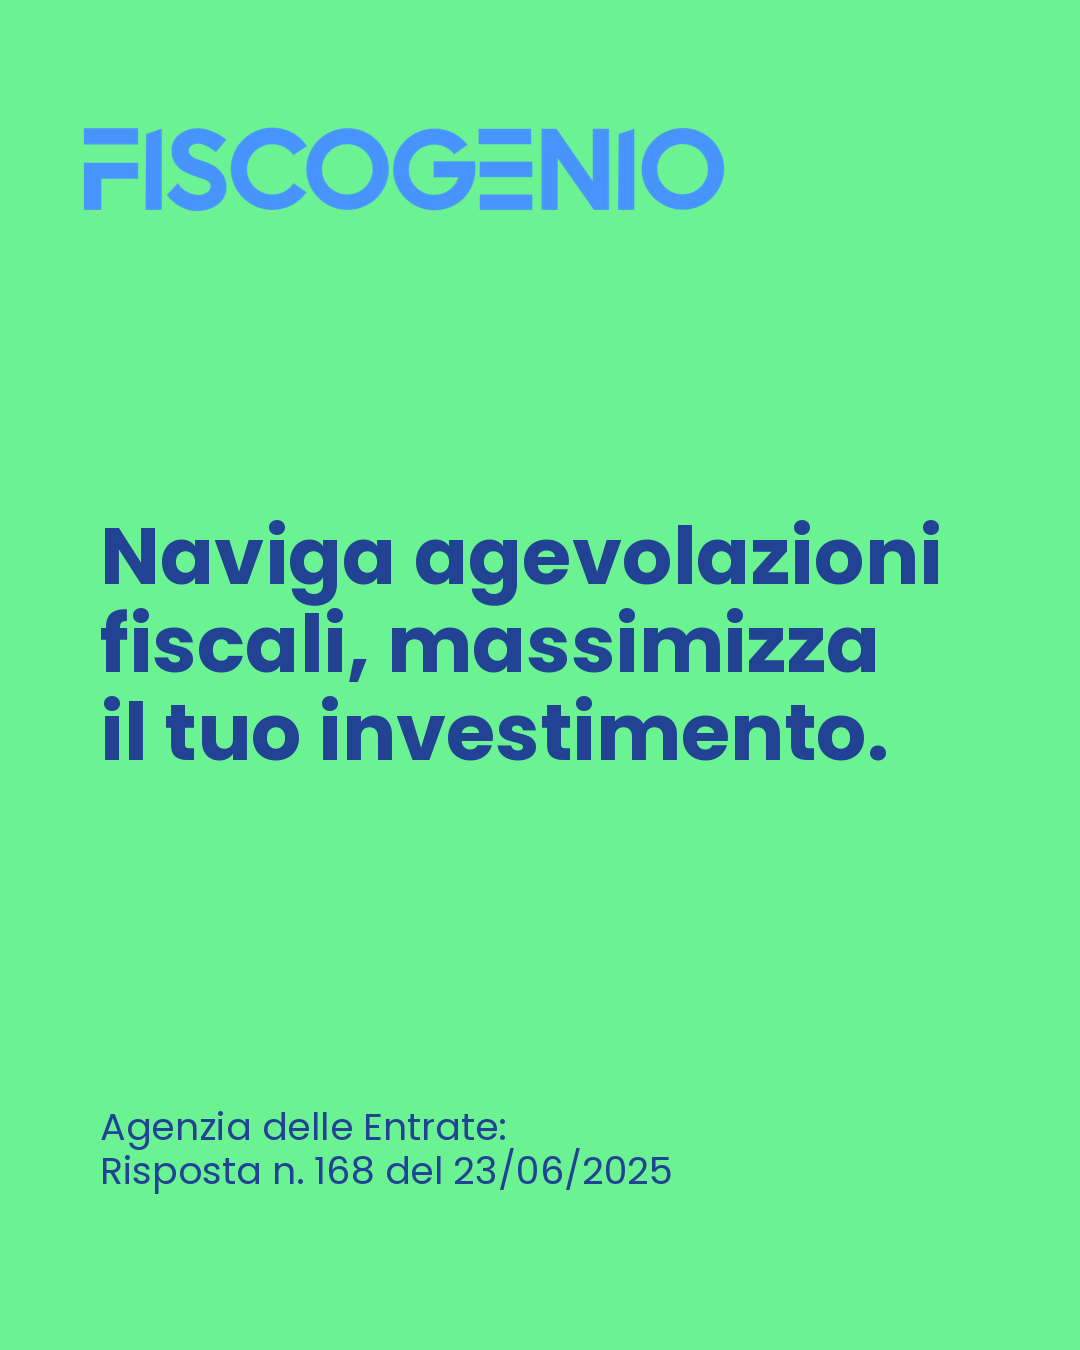 FISCOGENIO
Naviga agevolazioni
fiscali, massimizza
il tuo investimento.
Agenzia delle Entrate:
Risposta n. 168 del 23/06/2025